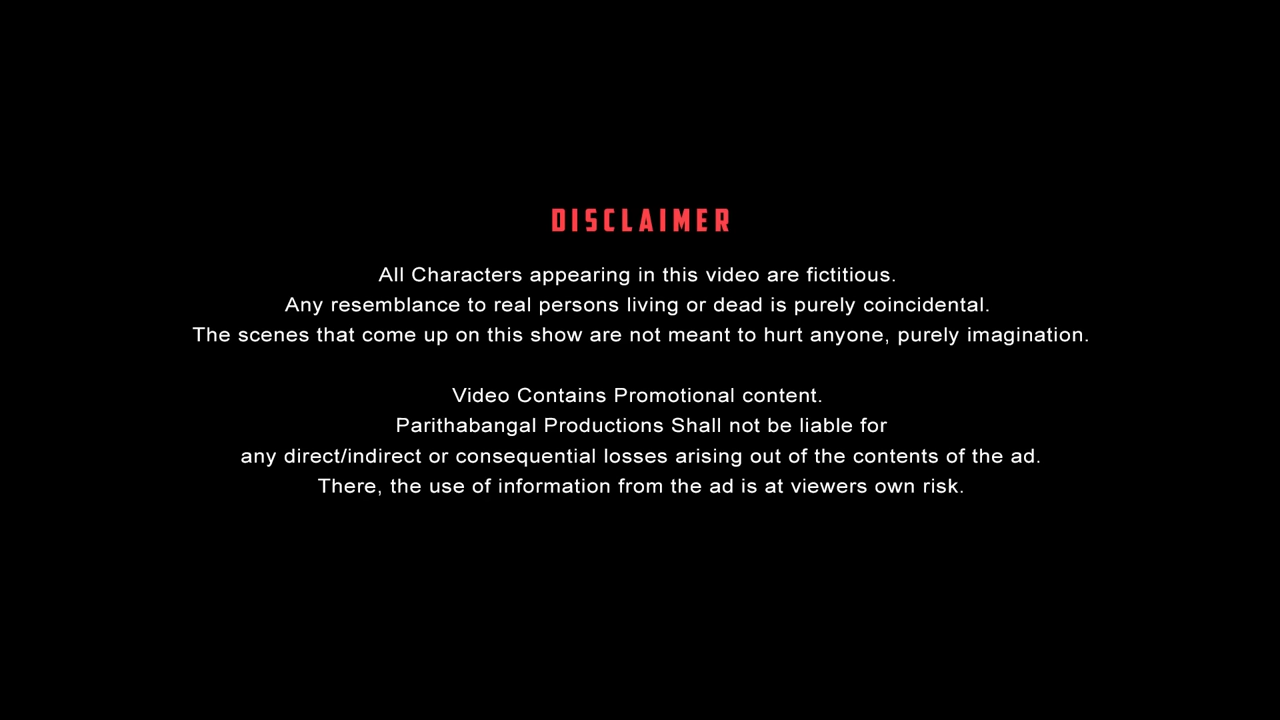 DISCLAIMER
All Characters appearing in this video are fictitious.
Any resemblance to real persons living or dead is purely coincidental.
The scenes that come up on this show are not meant to hurt anyone, purely imagination.
Video Contains Promotional content.
Parithabangal Productions Shall not be liable for
any direct/indirect or consequential losses arising out of the contents of the ad.
There, the use of information from the ad is at viewers own risk.